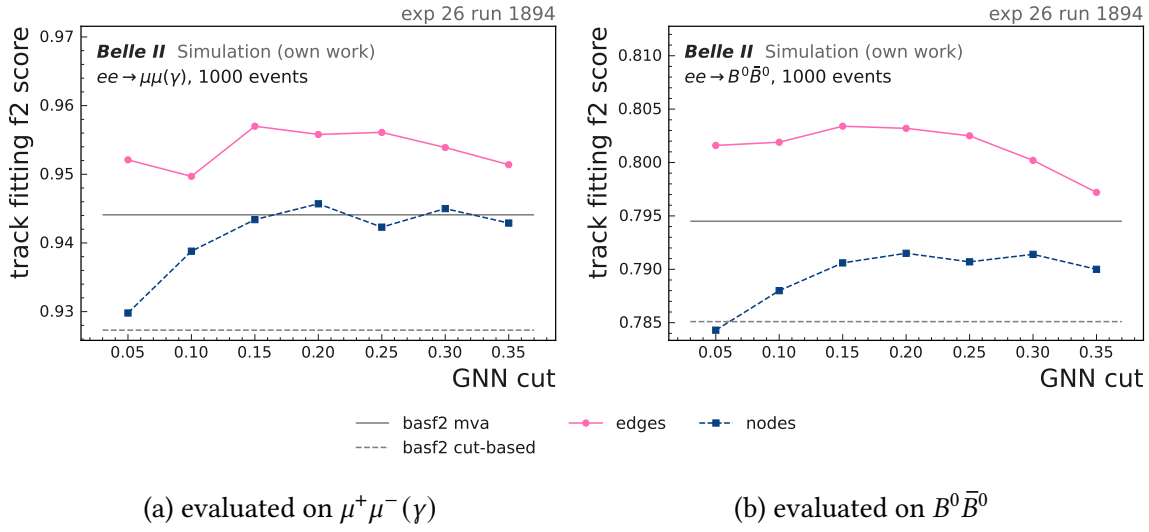 exp 26 run 1894
Belle II Simulation (own work)
ee → μμ(γ), 1000 events
track fitting f2 score
0.97
0.96
0.95
0.94
0.93
0.05 0.10 0.15 0.20 0.25 0.30 0.35
GNN cut
exp 26 run 1894
Belle II Simulation (own work)
ee → B⁰B̄⁰, 1000 events
track fitting f2 score
0.810
0.805
0.800
0.795
0.790
0.785
0.05 0.10 0.15 0.20 0.25 0.30 0.35
GNN cut
basf2 mva
basf2 cut-based
edges
nodes
(a) evaluated on μ⁺μ⁻(γ)
(b) evaluated on B⁰B̄⁰